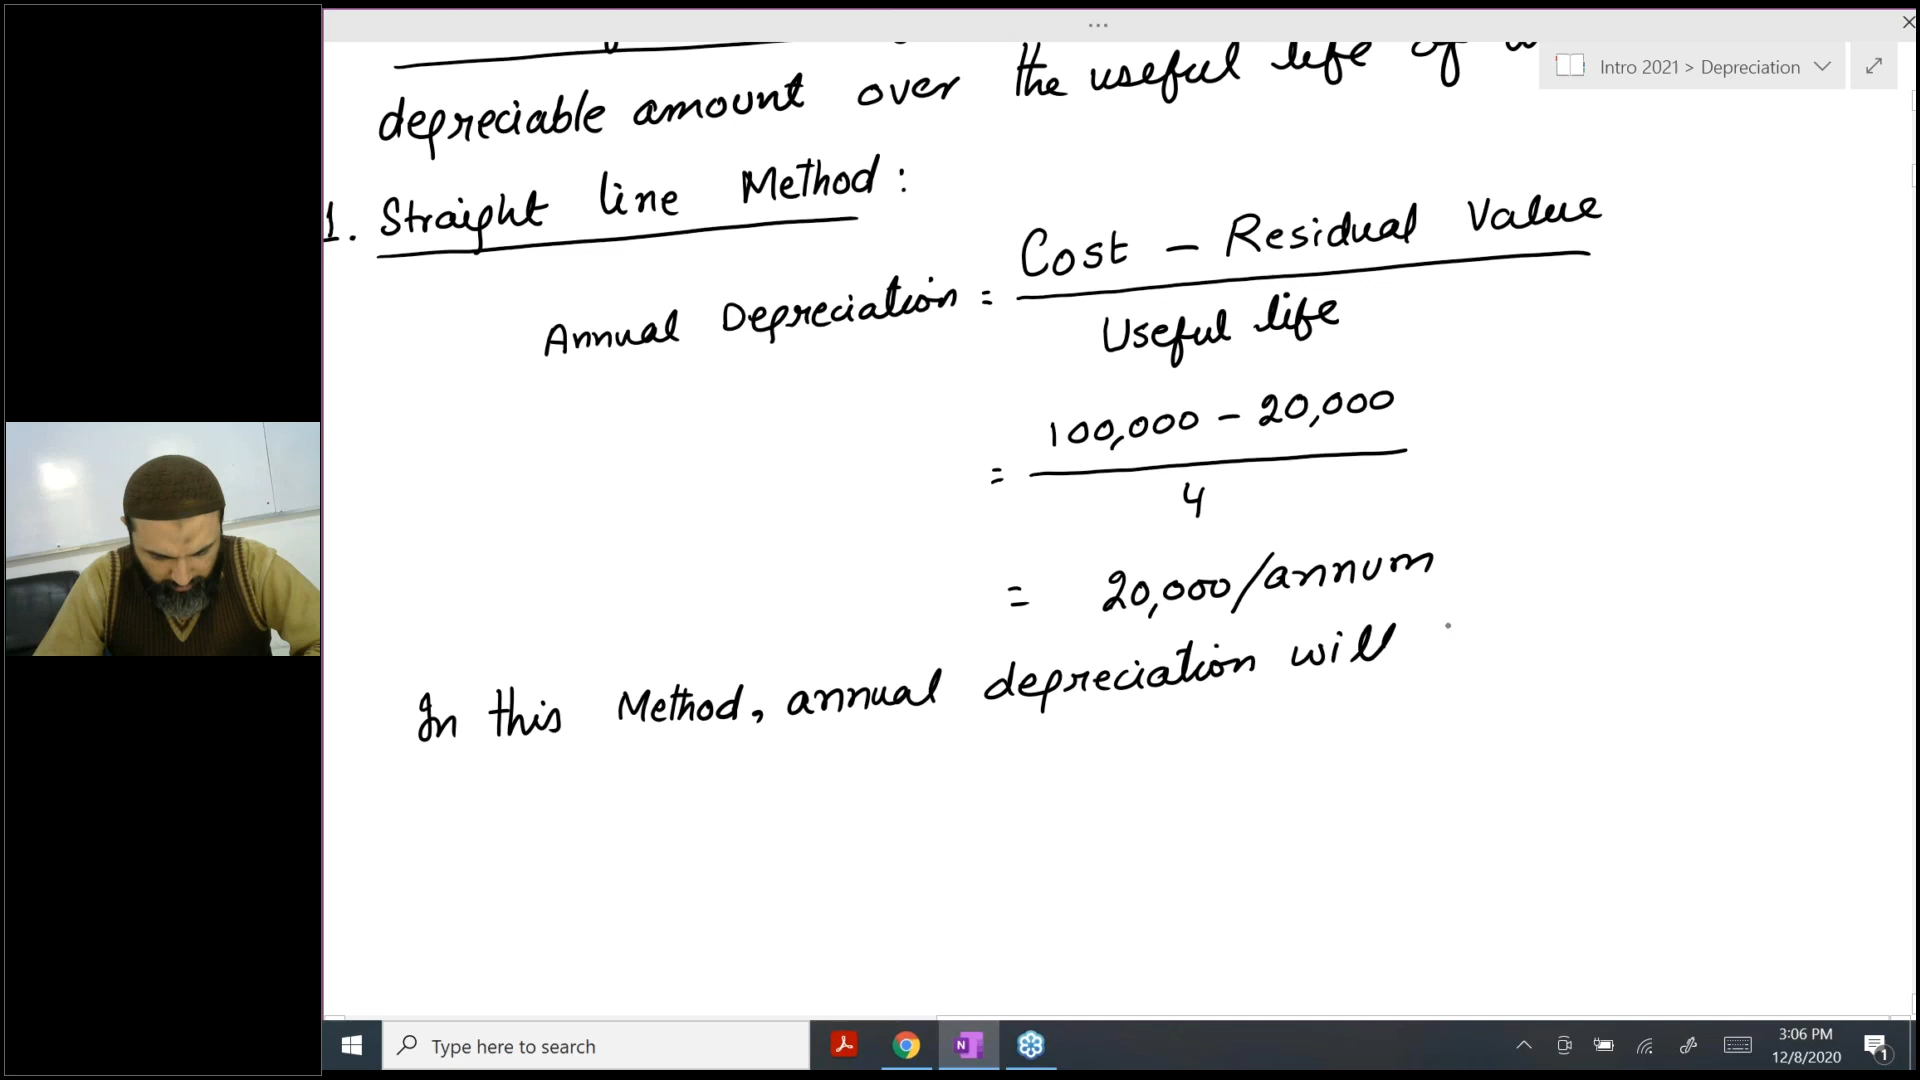 ...
Intro 2021 > Depreciation
depreciable amount over the useful life of
1. Straight line Method :
Annual Depreciation = Cost - Residual Value
Useful life
= 100,000 - 20,000
4
= 20,000/annum
In this Method, annual depreciation will
Type here to search
N
3:06 PM
12/8/2020
1